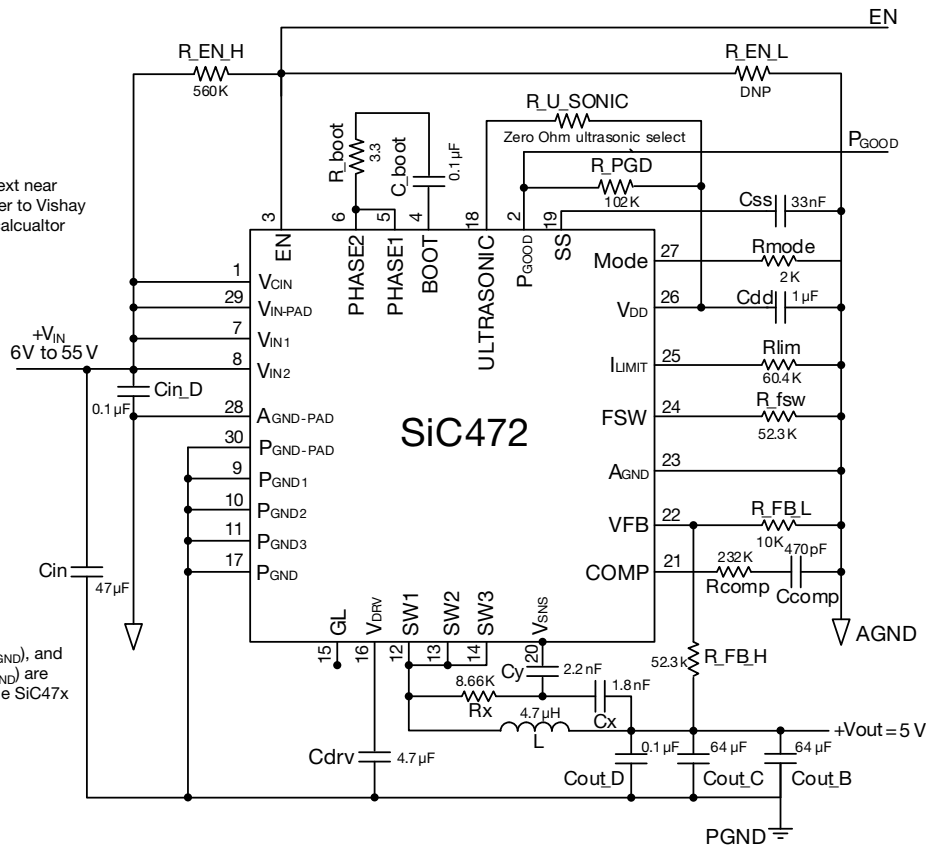 EN
R_EN_H
560K
R_EN_L
DNP
R_U_SONIC
Zero Ohm ultrasonic select
PGOOD
R_PGD
102K
R_boot
3.3
C_boot
0.1 µF
Css
33nF
ext near
er to Vishay
calcualtor
3
6
5
4
18
2
19
EN
PHASE2
PHASE1
BOOT
ULTRASONIC
PGOOD
SS
Mode
27
Rmode
2K
1
VCIN
29
VIN-PAD
7
VIN1
8
VIN2
28
AGND-PAD
30
PGND-PAD
9
PGND1
10
PGND2
11
PGND3
17
PGND
+VIN
6V to 55 V
Cin_D
0.1 µF
SiC472
VDD
26
Cdd
1 µF
ILIMIT
25
Rlim
60.4K
FSW
24
R_fsw
52.3K
AGND
23
VFB
22
R_FB_L
10K
COMP
21
232K
Rcomp
470pF
Ccomp
AGND
Cin
47µF
GND), and
ND) are
e SiC47x
GL
VDRV
SW1
SW2
SW3
VSNS
15
16
12
13
14
20
Cy
2.2 nF
8.66K
Rx
1.8 nF
Cx
52.3k
R_FB_H
4.7 µH
L
+Vout = 5 V
Cdrv
4.7 µF
0.1 µF
Cout_D
64 µF
Cout_C
64 µF
Cout_B
PGND